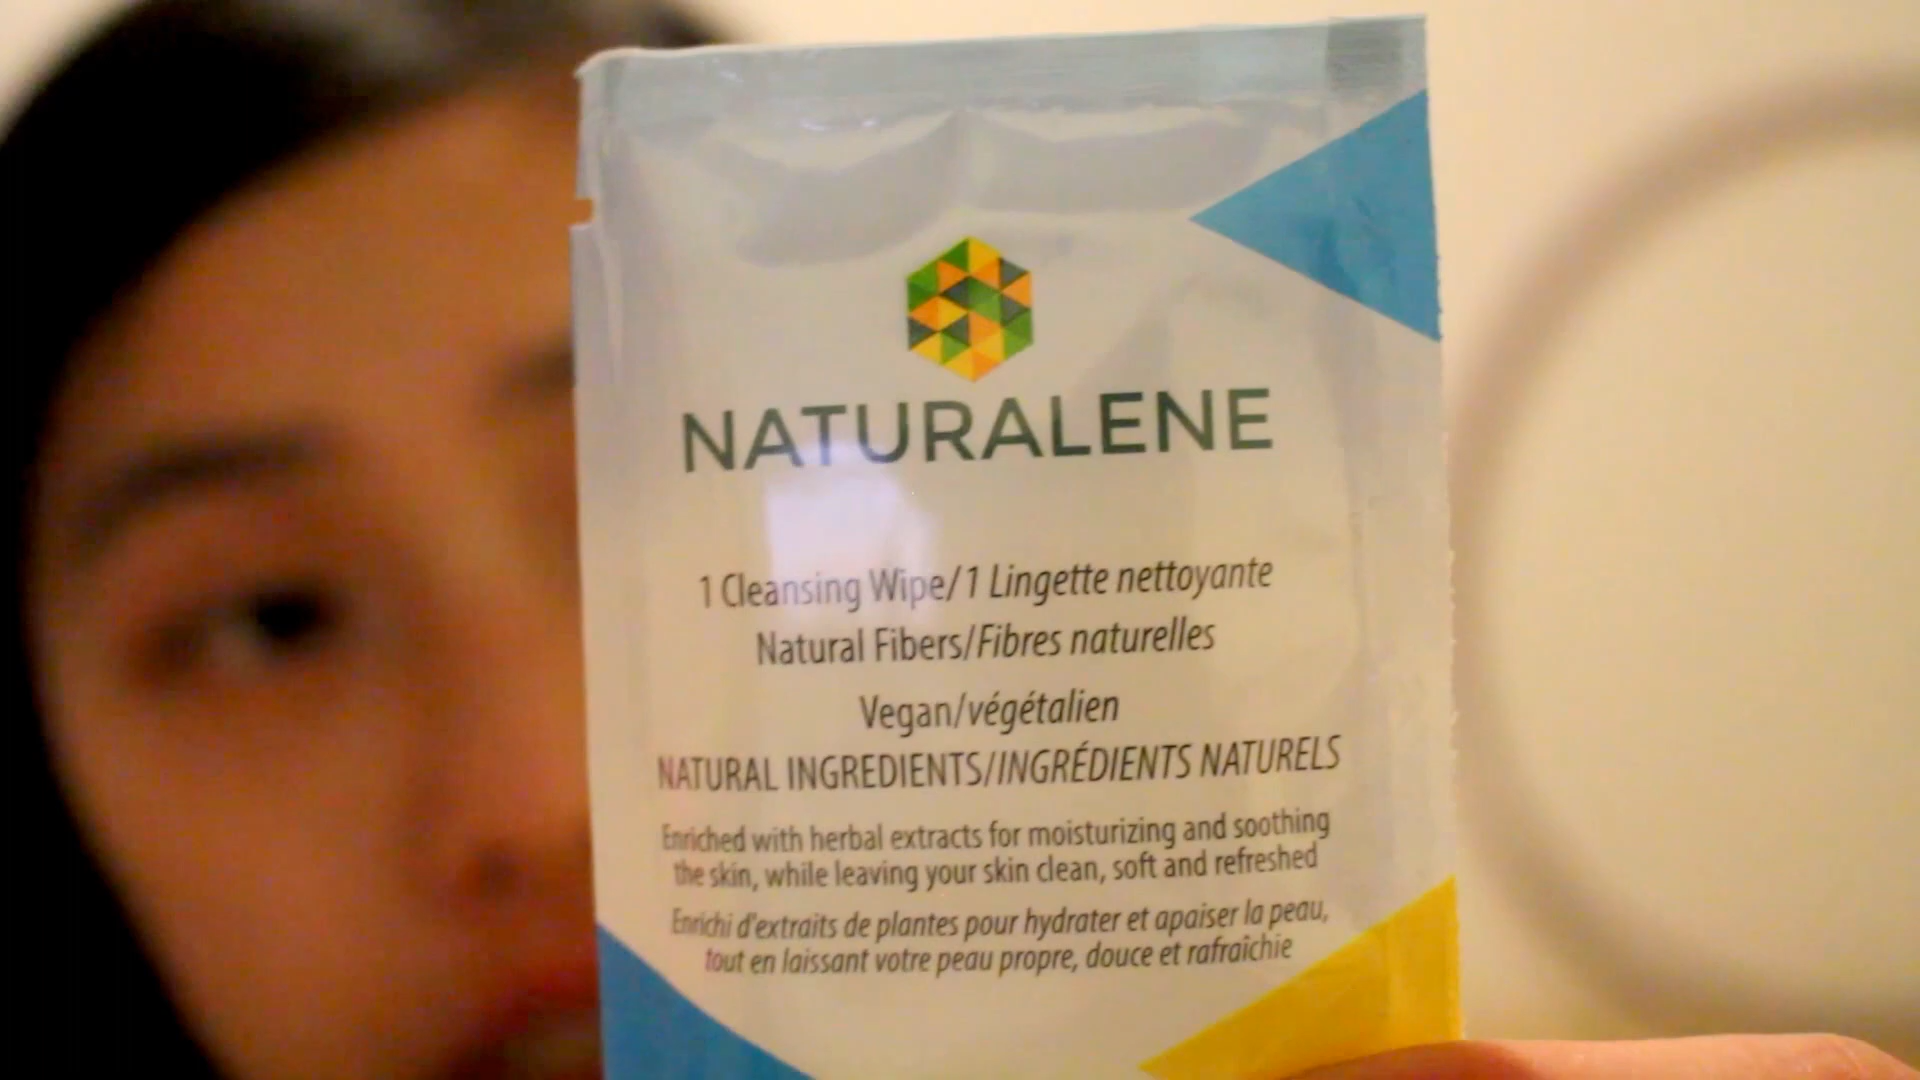 NATURALENE
1 Cleansing Wipe/1 Lingette nettoyante
Natural Fibers/Fibres naturelles
Vegan/végétalien
NATURAL INGREDIENTS/INGRÉDIENTS NATURELS
Enriched with herbal extracts for moisturizing and soothing
the skin, while leaving your skin clean, soft and refreshed
Enrichi d'extraits de plantes pour hydrater et apaiser la peau,
tout en laissant votre peau propre, douce et rafraîchie